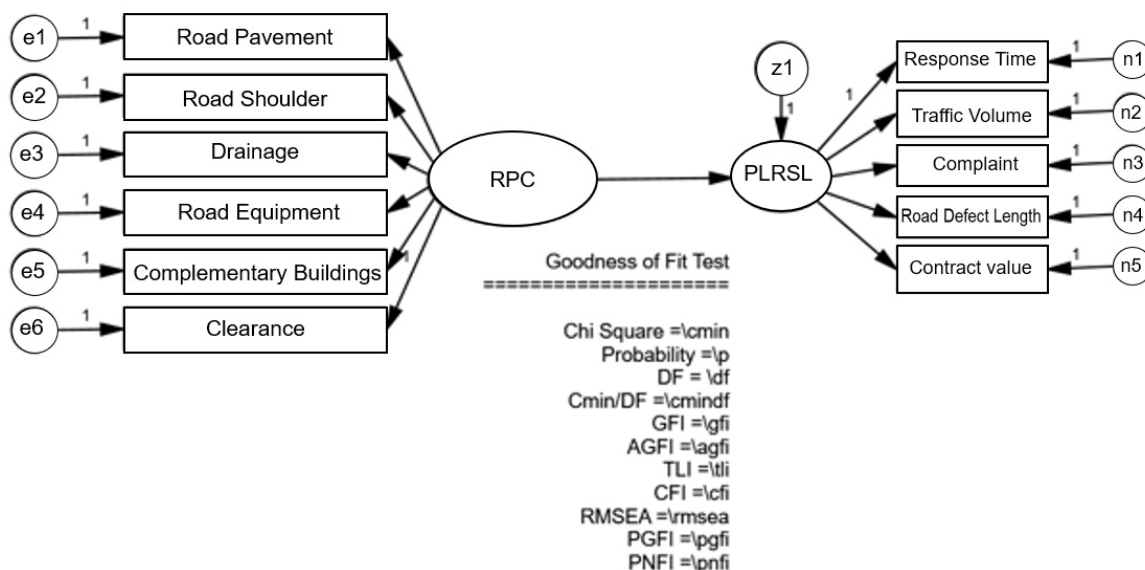 e1
1
Road Pavement
e2
1
Road Shoulder
e3
1
Drainage
e4
1
Road Equipment
e5
1
Complementary Buildings
e6
1
Clearance
1
RPC
z1
1
PLRSL
1
Response Time
1
n1
Traffic Volume
1
n2
Complaint
1
n3
Road Defect Length
1
n4
Contract value
1
n5
Goodness of Fit Test
=====================
Chi Square =\cmin
Probability =\p
DF = \df
Cmin/DF =\cmindf
GFI =\gfi
AGFI =\agfi
TLI =\tli
CFI =\cfi
RMSEA =\rmsea
PGFI =\pgfi
PNFI =\pnfi